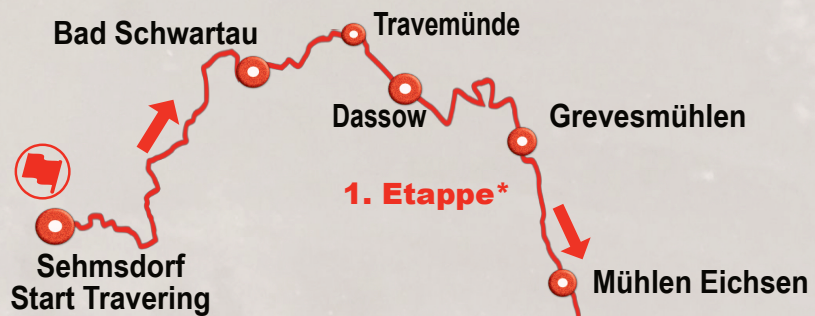 Travemünde
Bad Schwartau
Dassow
Grevesmühlen
1. Etappe*
Sehmsdorf
Start Travering
Mühlen Eichsen